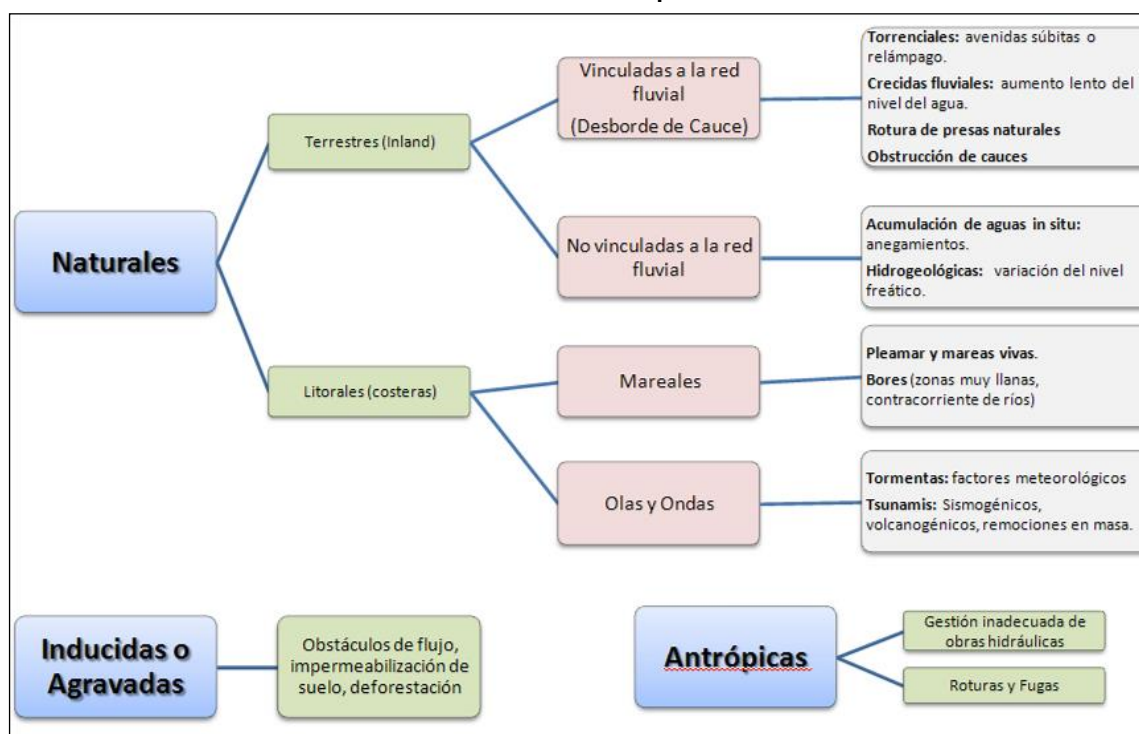 Naturales
Terrestres (Inland)
Vinculadas a la red
fluvial
(Desborde de Cauce)
Torrenciales: avenidas súbitas o
relámpago.
Crecidas fluviales: aumento lento del
nivel del agua.
Rotura de presas naturales
Obstrucción de cauces
No vinculadas a la red
fluvial
Acumulación de aguas in situ:
anegamientos.
Hidrogeológicas: variación del nivel
freático.
Litorales (costeras)
Mareales
Pleamar y mareas vivas.
Bores (zonas muy llanas,
contracorriente de ríos)
Olas y Ondas
Tormentas: factores meteorológicos
Tsunamis: Sismogénicos,
volcanogénicos, remociones en masa.
Inducidas o
Agravadas
Obstáculos de flujo,
impermeabilización de
suelo, deforestación
Antrópicas
Gestión inadecuada de
obras hidráulicas
Roturas y Fugas